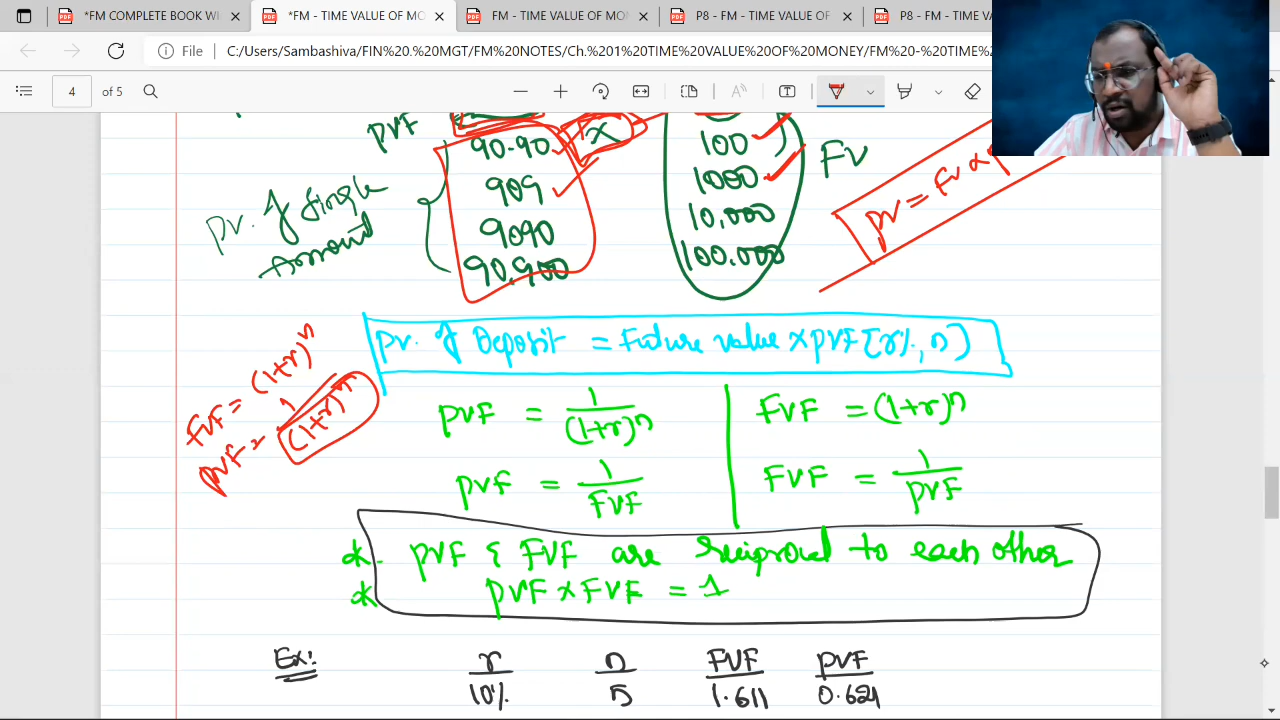 *FM COMPLETE BOOK WI
*FM - TIME VALUE OF M
FM - TIME VALUE OF MO
P8 - FM - TIME VALUE OF
P8 - FM - TIME VA
File
C:/Users/Sambashiva/FIN%20.%20MGT/FM%20NOTES/Ch.%201%20TIME%20VALUE%20OF%20MONEY/FM%20-%20TIME%
4 of 5
PVF
90.90 x 100
909 1000 FV
9090 10,000
90,900 100.000
PV. of Single
Amount
PV = FV x P
PV. of Deposit = Future value x PVF [r%, n)
FVF = (1+r)^n
PVF = 1/(1+r)^n
PVF = 1/(1+r)^n FVF = (1+r)^n
PVF = 1/FVF FVF = 1/PVF
*. PVF & FVF are reciprocal to each other
* PVF x FVF = 1
Ex: r n FVF PVF
10% 5 1.611 0.621